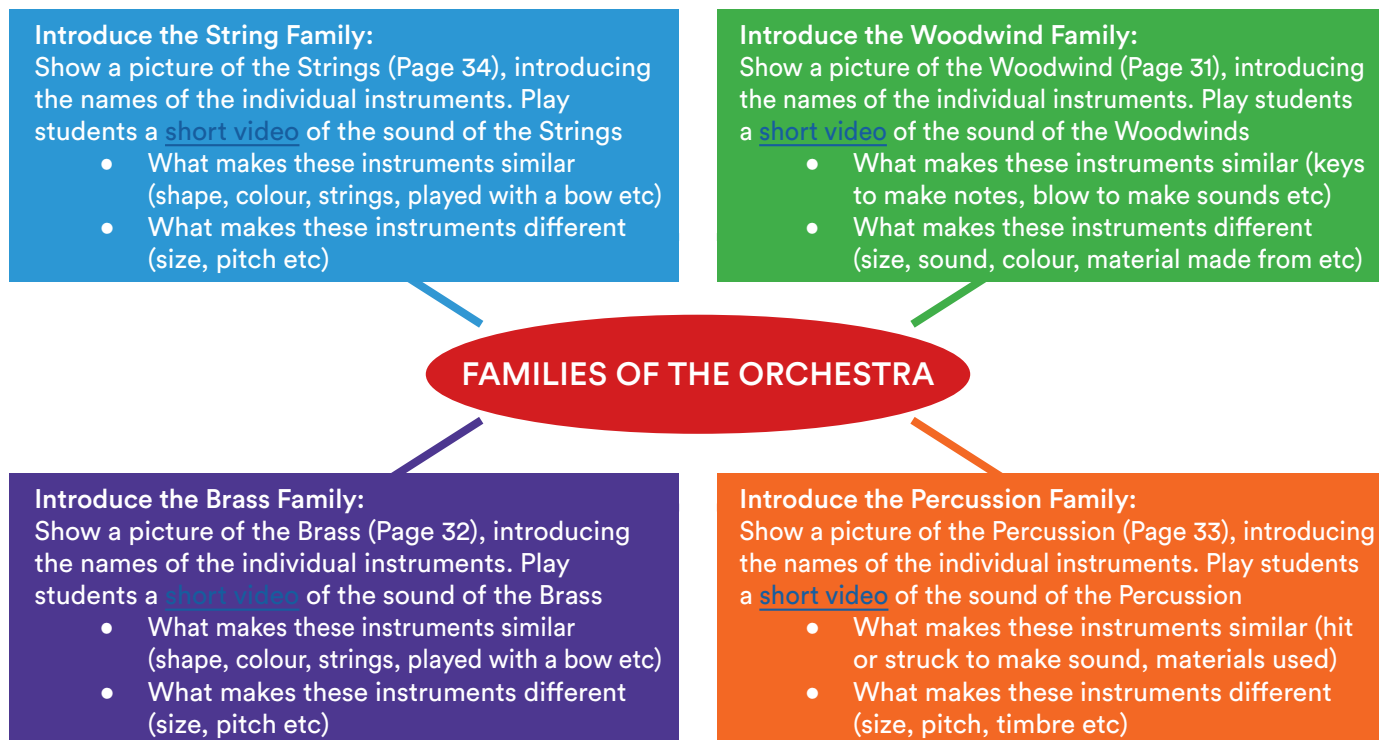 Introduce the String Family:
Show a picture of the Strings (Page 34), introducing
the names of the individual instruments. Play
students a short video of the sound of the Strings
● What makes these instruments similar
(shape, colour, strings, played with a bow etc)
● What makes these instruments different
(size, pitch etc)
Introduce the Woodwind Family:
Show a picture of the Woodwind (Page 31), introducing
the names of the individual instruments. Play students
a short video of the sound of the Woodwinds
● What makes these instruments similar (keys
to make notes, blow to make sounds etc)
● What makes these instruments different
(size, sound, colour, material made from etc)
FAMILIES OF THE ORCHESTRA
Introduce the Brass Family:
Show a picture of the Brass (Page 32), introducing
the names of the individual instruments. Play
students a short video of the sound of the Brass
● What makes these instruments similar
(shape, colour, strings, played with a bow etc)
● What makes these instruments different
(size, pitch etc)
Introduce the Percussion Family:
Show a picture of the Percussion (Page 33), introducing
the names of the individual instruments. Play students
a short video of the sound of the Percussion
● What makes these instruments similar (hit
or struck to make sound, materials used)
● What makes these instruments different
(size, pitch, timbre etc)